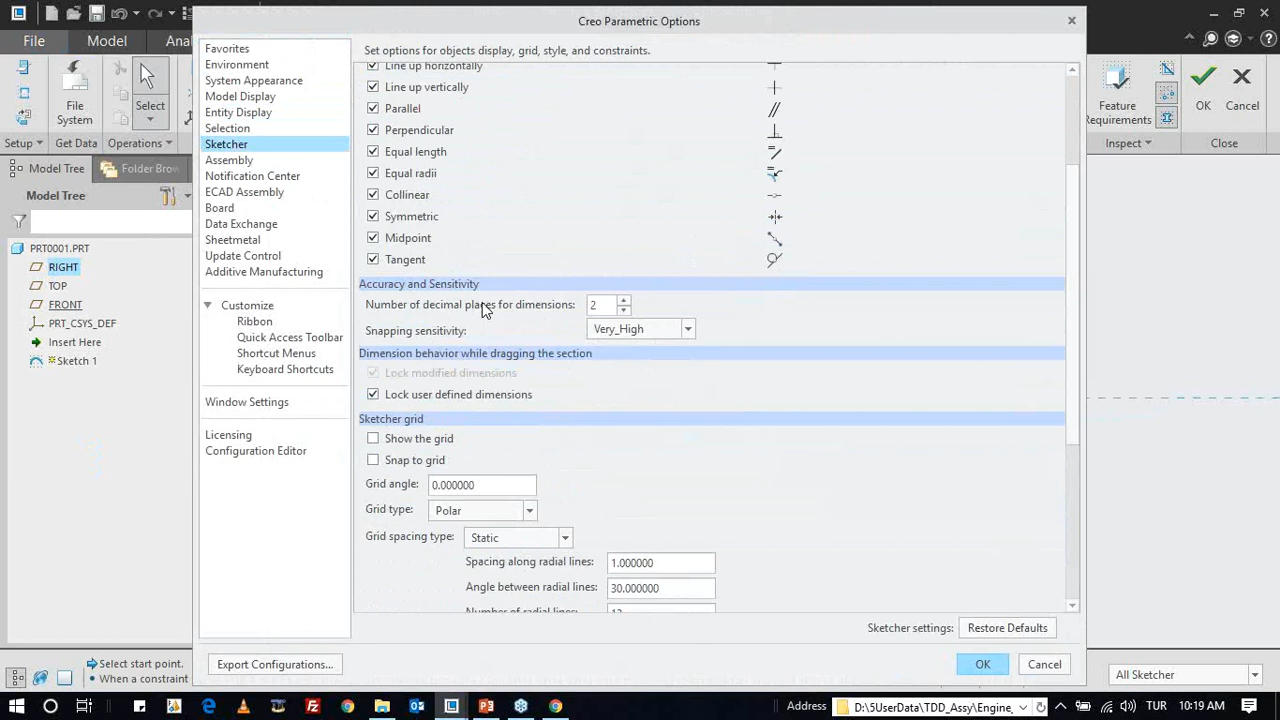 Creo Parametric Options
File
Model
Anal
File
System
Select
Setup
Get Data
Operations
Model Tree
Folder Brow
Model Tree
PRT0001.PRT
RIGHT
TOP
FRONT
PRT_CSYS_DEF
Insert Here
Sketch 1
Favorites
Environment
System Appearance
Model Display
Entity Display
Selection
Sketcher
Assembly
Notification Center
ECAD Assembly
Board
Data Exchange
Sheetmetal
Update Control
Additive Manufacturing
Customize
Ribbon
Quick Access Toolbar
Shortcut Menus
Keyboard Shortcuts
Window Settings
Licensing
Configuration Editor
Set options for objects display, grid, style, and constraints.
Line up horizontally
Line up vertically
Parallel
Perpendicular
Equal length
Equal radii
Collinear
Symmetric
Midpoint
Tangent
Accuracy and Sensitivity
Number of decimal places for dimensions: 2
Snapping sensitivity: Very_High
Dimension behavior while dragging the section
Lock modified dimensions
Lock user defined dimensions
Sketcher grid
Show the grid
Snap to grid
Grid angle: 0.000000
Grid type: Polar
Grid spacing type: Static
Spacing along radial lines: 1.000000
Angle between radial lines: 30.000000
Number of radial lines: 12
Sketcher settings: Restore Defaults
Export Configurations...
OK
Cancel
Feature
Requirements
OK
Cancel
Inspect
Close
Select start point.
When a constraint
All Sketcher
Address D:\5UserData\TDD_Assy\Engine_
TUR 10:19 AM